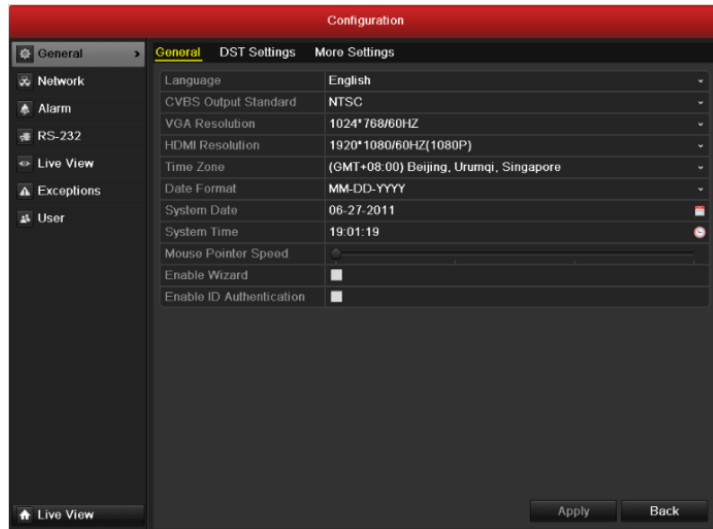 Configuration
General
Network
Alarm
RS-232
Live View
Exceptions
User
Live View
General DST Settings More Settings
Language English
CVBS Output Standard NTSC
VGA Resolution 1024*768/60HZ
HDMI Resolution 1920*1080/60HZ(1080P)
Time Zone (GMT+08:00) Beijing, Urumqi, Singapore
Date Format MM-DD-YYYY
System Date 06-27-2011
System Time 19:01:19
Mouse Pointer Speed
Enable Wizard
Enable ID Authentication
Apply Back